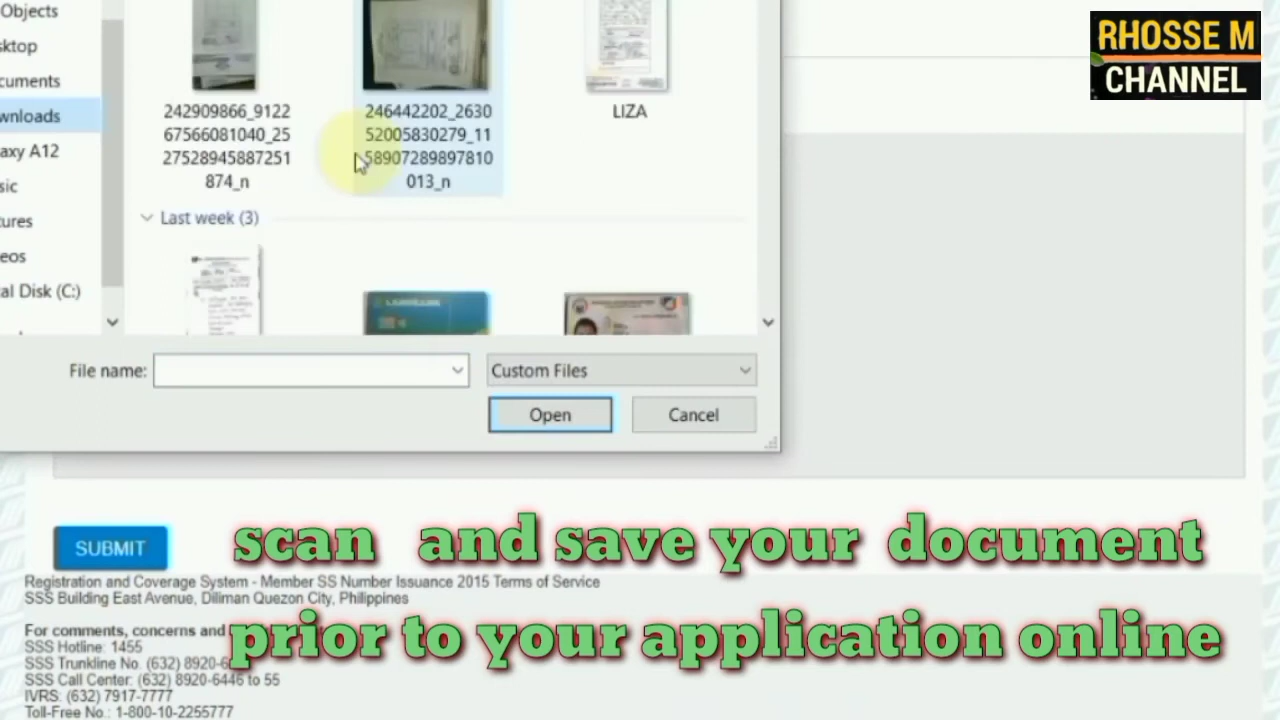 Objects
sktop
cuments
wnloads
axy A12
sic
tures
eos
al Disk (C:)
242909866_9122
67566081040_25
27528945887251
874_n
246442202_2630
52005830279_11
58907289897810
013_n
LIZA
Last week (3)
File name:
Custom Files
Open
Cancel
RHOSSE M
CHANNEL
SUBMIT
scan and save your document
prior to your application online
Registration and Coverage System - Member SS Number Issuance 2015 Terms of Service
SSS Building East Avenue, Diliman Quezon City, Philippines
For comments, concerns and
SSS Hotline: 1455
SSS Trunkline No. (632) 8920-6
SSS Call Center: (632) 8920-6446 to 55
IVRS: (632) 7917-7777
Toll-Free No.: 1-800-10-2255777